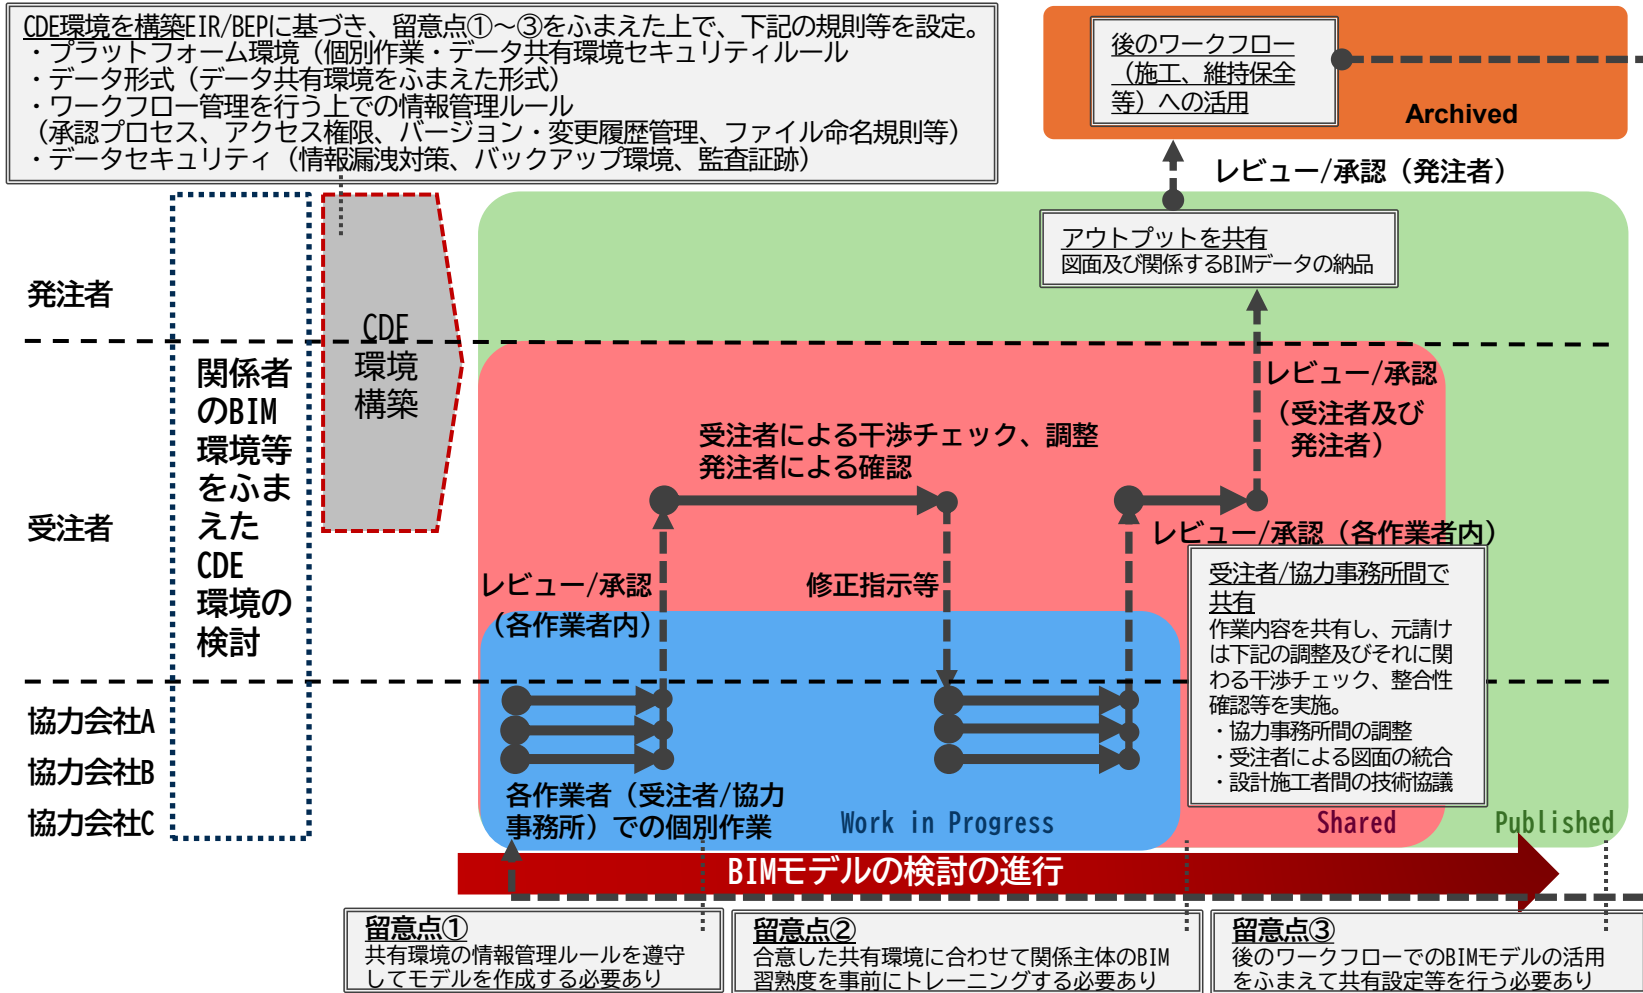 CDE環境を構築EIR/BEPに基づき、留意点①～③をふまえた上で、下記の規則等を設定。
・プラットフォーム環境（個別作業・データ共有環境セキュリティルール
・データ形式（データ共有環境をふまえた形式）
・ワークフロー管理を行う上での情報管理ルール
（承認プロセス、アクセス権限、バージョン・変更履歴管理、ファイル命名規則等）
・データセキュリティ（情報漏洩対策、バックアップ環境、監査証跡）
後のワークフロー
（施工、維持保全
等）への活用
Archived
レビュー/承認（発注者）
アウトプットを共有
図面及び関係するBIMデータの納品
発注者
受注者
協力会社A
協力会社B
協力会社C
関係者
のBIM
環境等
をふま
えた
CDE
環境の
検討
CDE
環境
構築
レビュー/承認
（受注者及び
発注者）
受注者による干渉チェック、調整
発注者による確認
レビュー/承認（各作業者内）
レビュー/承認
（各作業者内）
修正指示等
受注者/協力事務所間で
共有
作業内容を共有し、元請け
は下記の調整及びそれに関
わる干渉チェック、整合性
確認等を実施。
・協力事務所間の調整
・受注者による図面の統合
・設計施工者間の技術協議
各作業者（受注者/協力
事務所）での個別作業
Work in Progress
Shared
Published
BIMモデルの検討の進行
留意点①
共有環境の情報管理ルールを遵守
してモデルを作成する必要あり
留意点②
合意した共有環境に合わせて関係主体のBIM
習熟度を事前にトレーニングする必要あり
留意点③
後のワークフローでのBIMモデルの活用
をふまえて共有設定等を行う必要あり